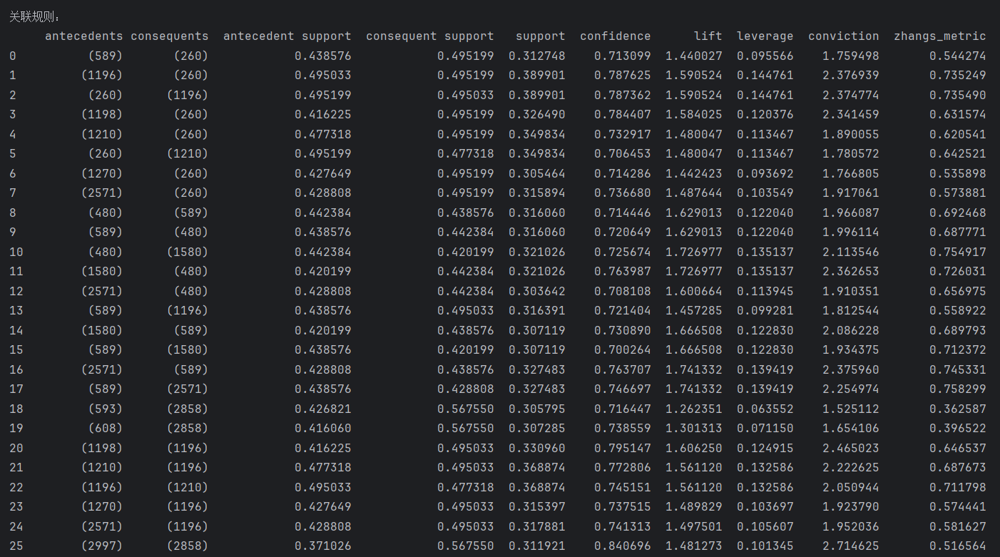 关联规则:
antecedents consequents antecedent support consequent support support confidence lift leverage conviction zhangs_metric
0 (589) (260) 0.438576 0.495199 0.312748 0.713099 1.440027 0.095566 1.759498 0.544274
1 (1196) (260) 0.495033 0.495199 0.389901 0.787625 1.590524 0.144761 2.376939 0.735249
2 (260) (1196) 0.495199 0.495033 0.389901 0.787362 1.590524 0.144761 2.374774 0.735490
3 (1198) (260) 0.416225 0.495199 0.326490 0.784407 1.584025 0.120376 2.341459 0.631574
4 (1210) (260) 0.477318 0.495199 0.349834 0.732917 1.480047 0.113467 1.890055 0.620541
5 (260) (1210) 0.495199 0.477318 0.349834 0.706453 1.480047 0.113467 1.780572 0.642521
6 (1270) (260) 0.427649 0.495199 0.305464 0.714286 1.442423 0.093692 1.766805 0.535898
7 (2571) (260) 0.428808 0.495199 0.315894 0.736680 1.487644 0.103549 1.917061 0.573881
8 (480) (589) 0.442384 0.438576 0.316060 0.714446 1.629013 0.122040 1.966087 0.692468
9 (589) (480) 0.438576 0.442384 0.316060 0.720649 1.629013 0.122040 1.996114 0.687771
10 (480) (1580) 0.442384 0.420199 0.321026 0.725674 1.726977 0.135137 2.113546 0.754917
11 (1580) (480) 0.420199 0.442384 0.321026 0.763987 1.726977 0.135137 2.362653 0.726031
12 (2571) (480) 0.428808 0.442384 0.303642 0.708108 1.600664 0.113945 1.910351 0.656975
13 (589) (1196) 0.438576 0.495033 0.316391 0.721404 1.457285 0.099281 1.812544 0.558922
14 (1580) (589) 0.420199 0.438576 0.307119 0.730890 1.666508 0.122830 2.086228 0.689793
15 (589) (1580) 0.438576 0.420199 0.307119 0.700264 1.666508 0.122830 1.934375 0.712372
16 (2571) (589) 0.428808 0.438576 0.327483 0.763707 1.741332 0.139419 2.375960 0.745331
17 (589) (2571) 0.438576 0.428808 0.327483 0.746697 1.741332 0.139419 2.254974 0.758299
18 (593) (2858) 0.426821 0.567550 0.305795 0.716447 1.262351 0.063552 1.525112 0.362587
19 (608) (2858) 0.416060 0.567550 0.307285 0.738559 1.301313 0.071150 1.654106 0.396522
20 (1198) (1196) 0.416225 0.495033 0.330960 0.795147 1.606250 0.124915 2.465023 0.646537
21 (1210) (1196) 0.477318 0.495033 0.368874 0.772806 1.561120 0.132586 2.222625 0.687673
22 (1196) (1210) 0.495033 0.477318 0.368874 0.745151 1.561120 0.132586 2.050944 0.711798
23 (1270) (1196) 0.427649 0.495033 0.315397 0.737515 1.489829 0.103697 1.923790 0.574441
24 (2571) (1196) 0.428808 0.495033 0.317881 0.741313 1.497501 0.105607 1.952036 0.581627
25 (2997) (2858) 0.371026 0.567550 0.311921 0.840696 1.481273 0.101345 2.714625 0.516564